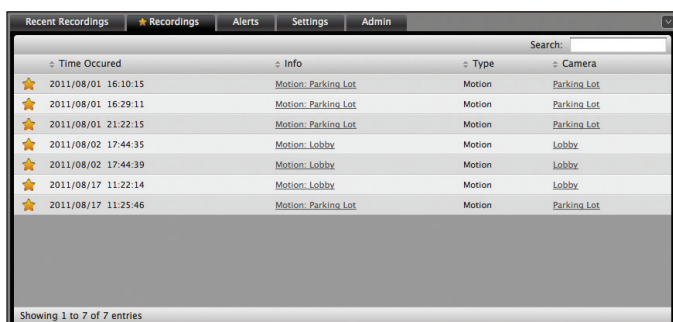 Recent Recordings Recordings Alerts Settings Admin
Search:
Time Occured Info Type Camera
2011/08/01 16:10:15 Motion: Parking Lot Motion Parking Lot
2011/08/01 16:29:11 Motion: Parking Lot Motion Parking Lot
2011/08/01 21:22:15 Motion: Parking Lot Motion Parking Lot
2011/08/02 17:44:35 Motion: Lobby Motion Lobby
2011/08/02 17:44:39 Motion: Lobby Motion Lobby
2011/08/17 11:22:14 Motion: Lobby Motion Lobby
2011/08/17 11:25:46 Motion: Parking Lot Motion Parking Lot
Showing 1 to 7 of 7 entries